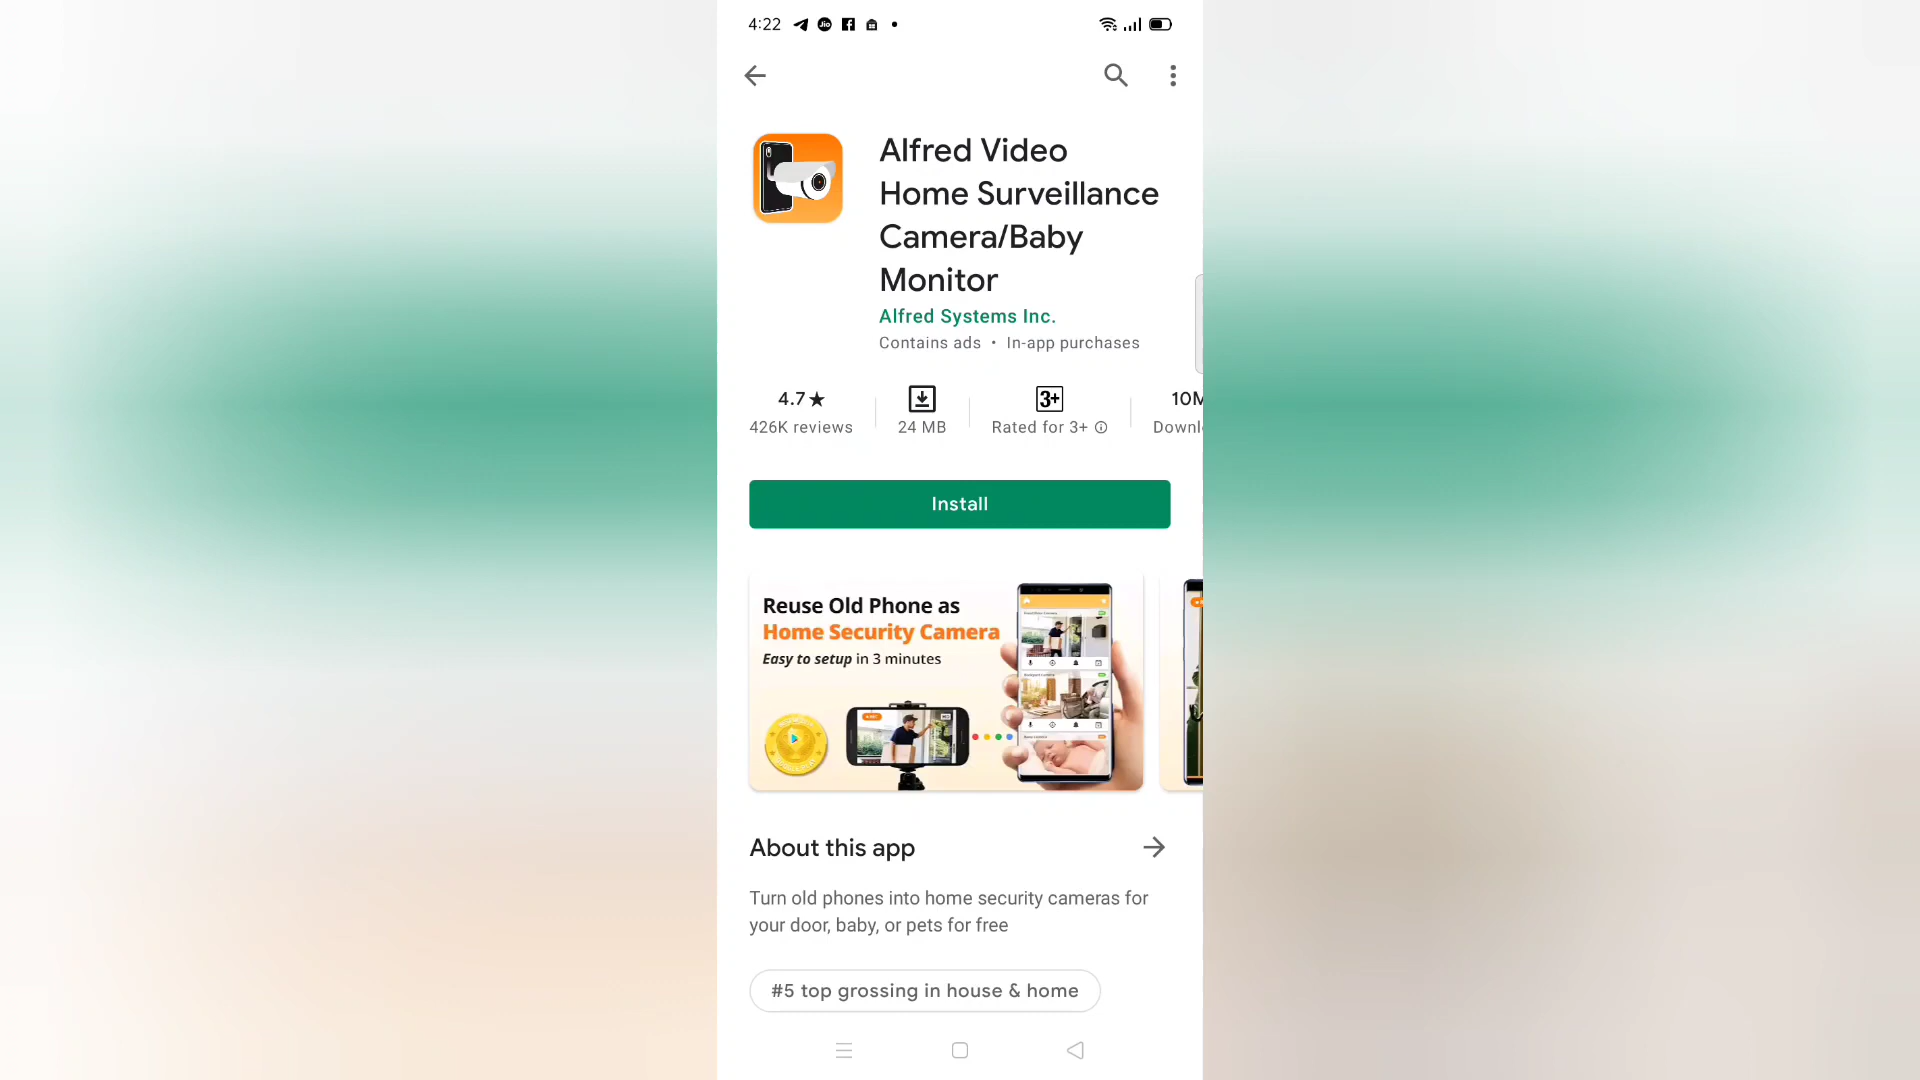 4:22
Jio
Alfred Video
Home Surveillance
Camera/Baby
Monitor
Alfred Systems Inc.
Contains ads • In-app purchases
4.7★
426K reviews
24 MB
3+
Rated for 3+
10M
Downl
Install
Reuse Old Phone as
Home Security Camera
Easy to setup in 3 minutes
About this app
Turn old phones into home security cameras for
your door, baby, or pets for free
#5 top grossing in house & home